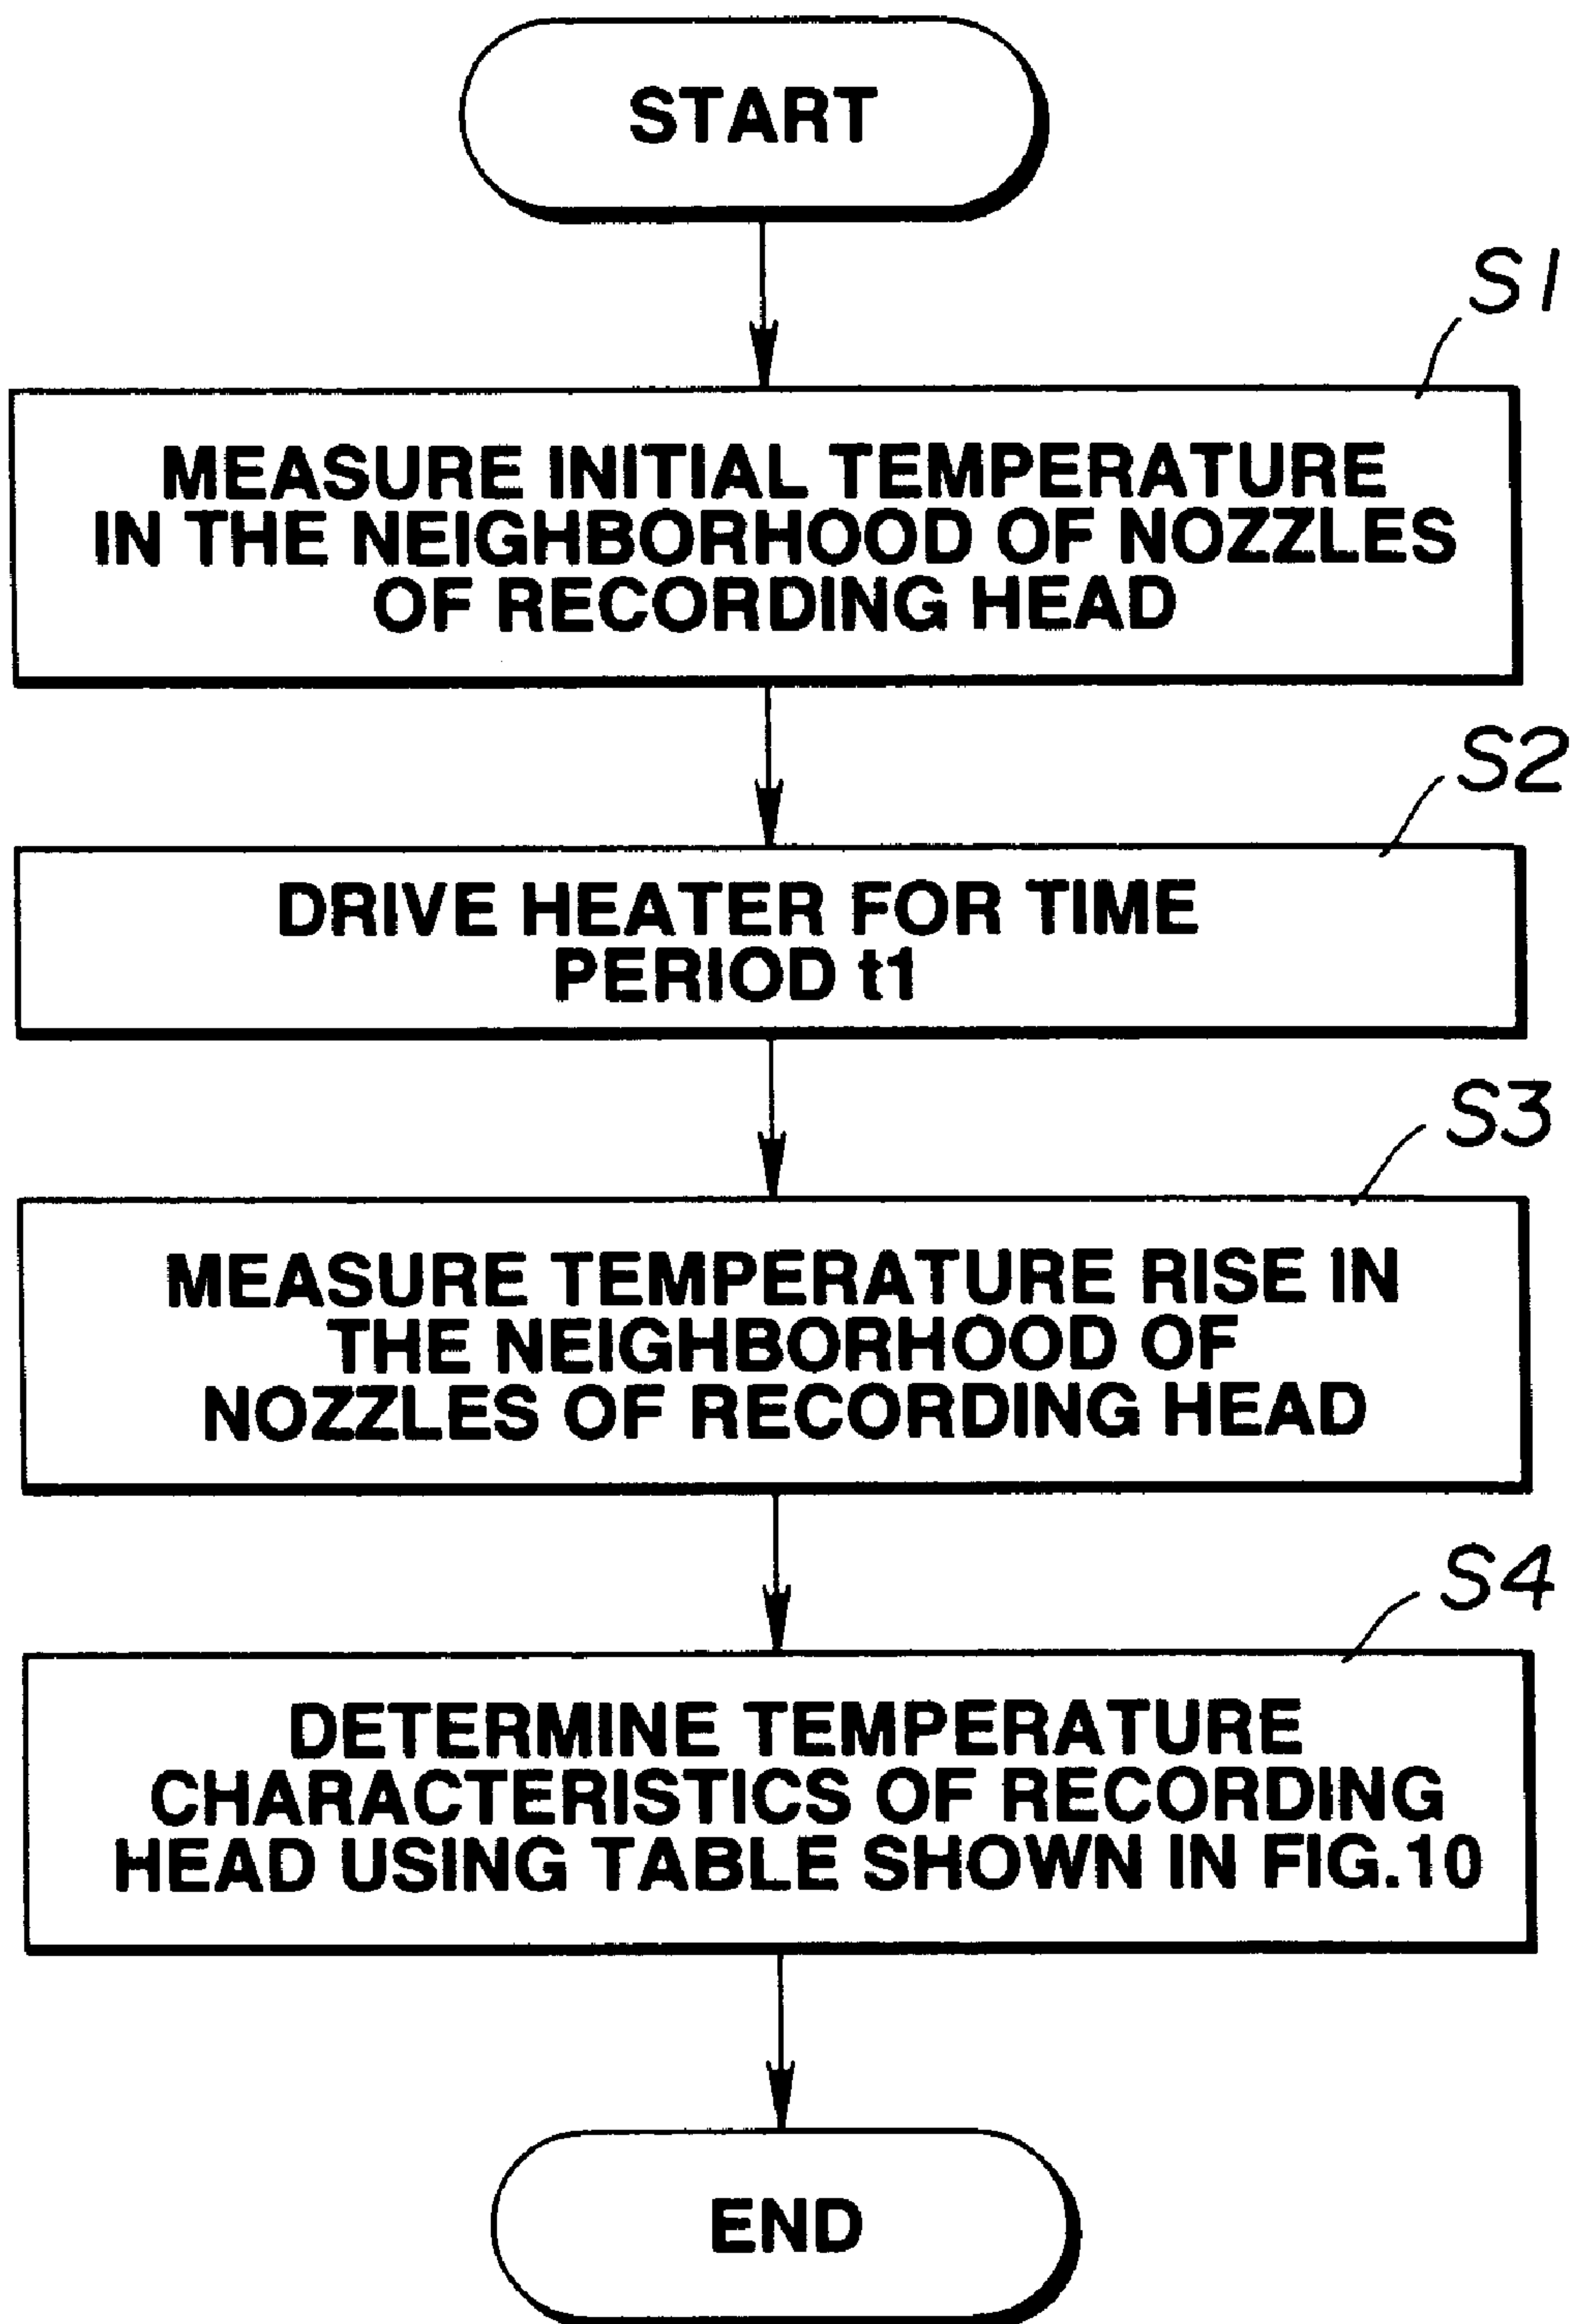 START
S1
MEASURE INITIAL TEMPERATURE
IN THE NEIGHBORHOOD OF NOZZLES
OF RECORDING HEAD
S2
DRIVE HEATER FOR TIME
PERIOD t1
S3
MEASURE TEMPERATURE RISE IN
THE NEIGHBORHOOD OF
NOZZLES OF RECORDING HEAD
S4
DETERMINE TEMPERATURE
CHARACTERISTICS OF RECORDING
HEAD USING TABLE SHOWN IN FIG.10
END